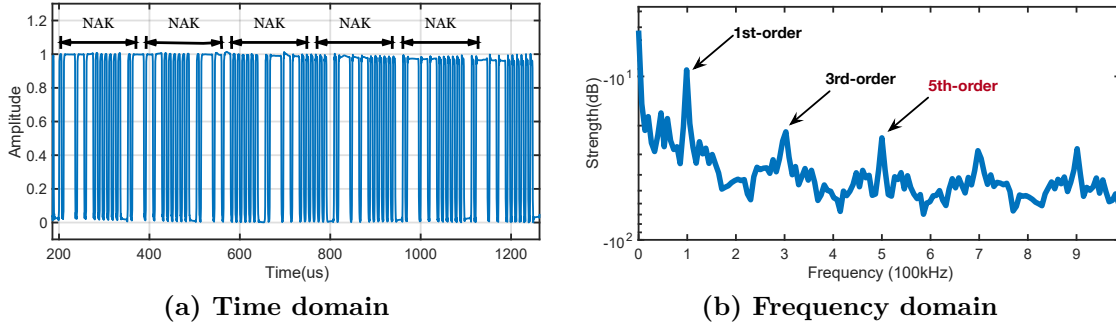 NAK NAK NAK NAK NAK
1.2
1
0.8
0.6
0.4
0.2
0
Amplitude
200 400 600 800 1000 1200
Time(us)
(a) Time domain
1st-order
3rd-order
5th-order
-10^1
-10^2
Strength(dB)
0 1 2 3 4 5 6 7 8 9
Frequency (100kHz)
(b) Frequency domain